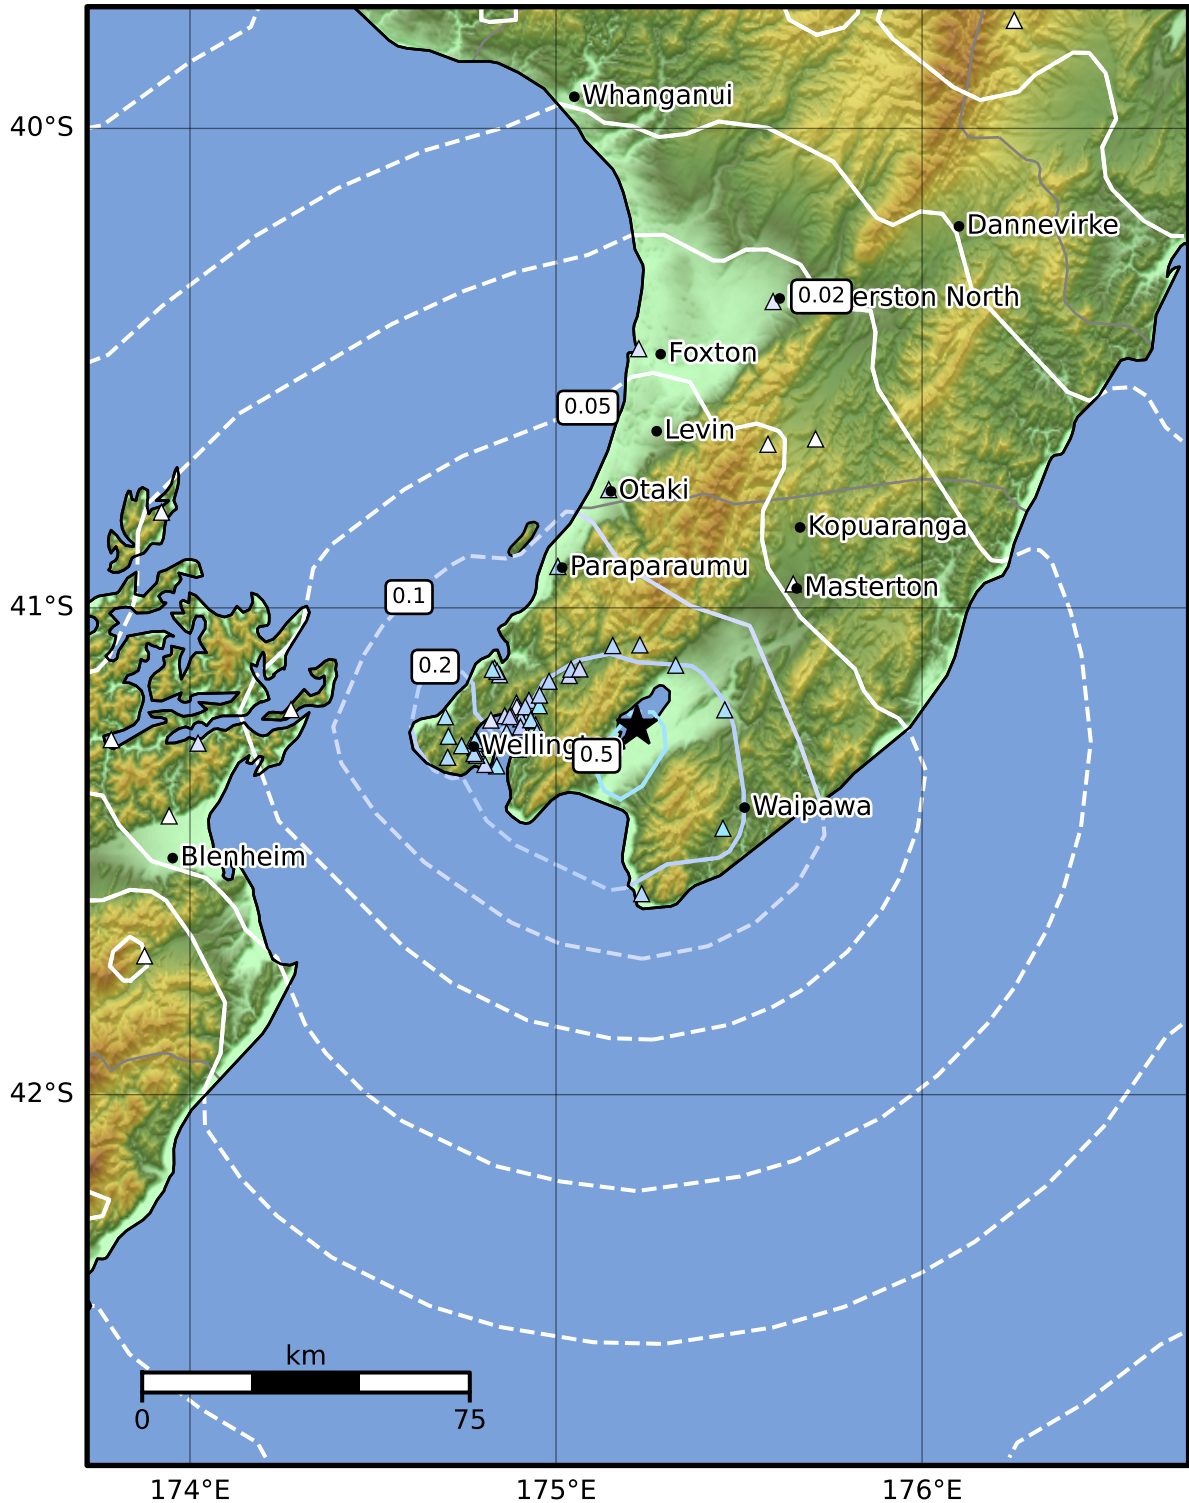 Whanganui
40°S
Dannevirke
0.02
erston North
Foxton
0.05
Levin
Otaki
Kopuaranga
Paraparaumu
Masterton
0.1
41°S
0.2
Welling
0.5
Waipawa
Blenheim
42°S
km
0
75
174°E
175°E
176°E